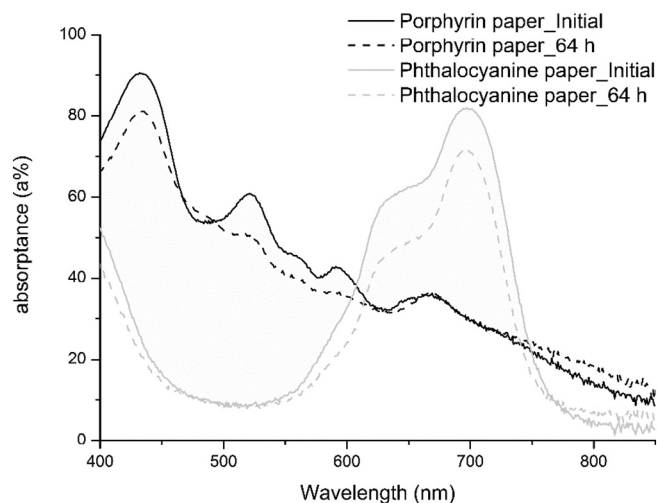 Porphyrin paper_Initial
Porphyrin paper_64 h
Phthalocyanine paper_Initial
Phthalocyanine paper_64 h
100
80
60
40
20
0
absorptance (a%)
400 500 600 700 800
Wavelength (nm)